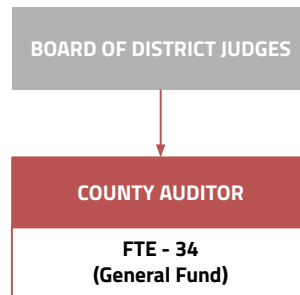 BOARD OF DISTRICT JUDGES
COUNTY AUDITOR
FTE - 34
(General Fund)